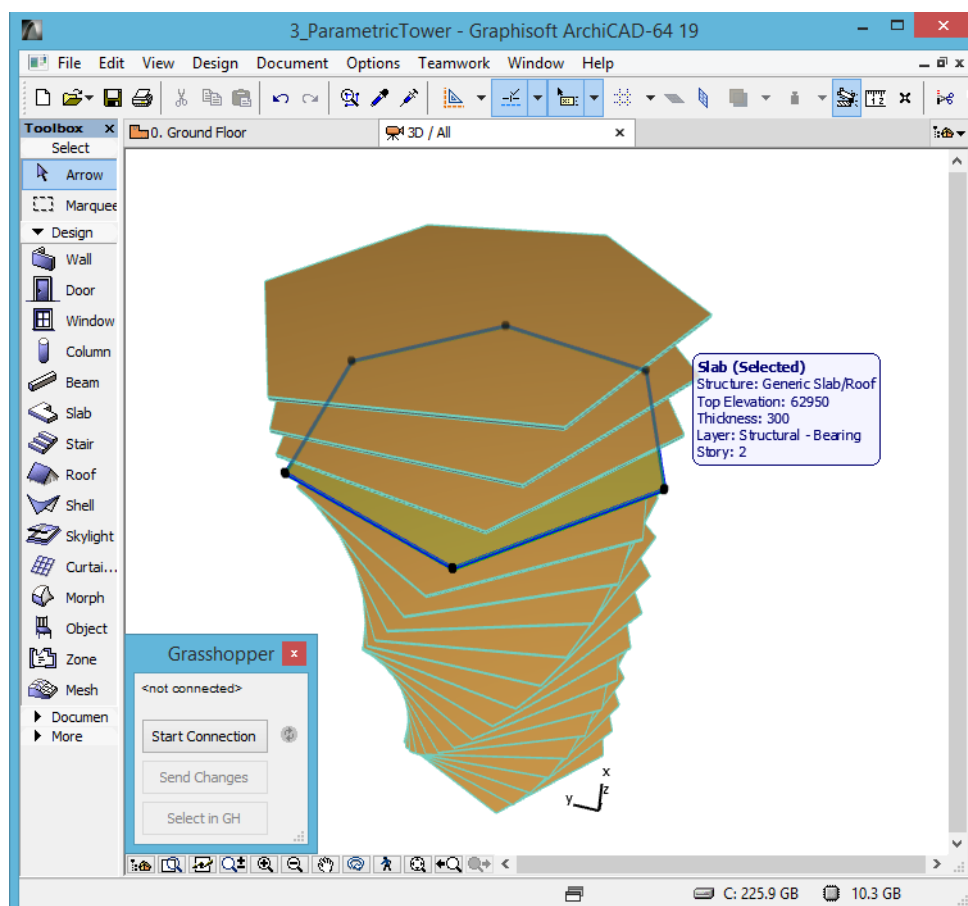 3_ParametricTower - Graphisoft ArchiCAD-64 19
File Edit View Design Document Options Teamwork Window Help
Toolbox x
0. Ground Floor
3D / All
Select
Arrow
Marquee
Design
Wall
Door
Window
Column
Beam
Slab
Stair
Roof
Shell
Skylight
Curtai...
Morph
Object
Zone
Mesh
Documen
More
Slab (Selected)
Structure: Generic Slab/Roof
Top Elevation: 62950
Thickness: 300
Layer: Structural - Bearing
Story: 2
Grasshopper x
<not connected>
Start Connection
Send Changes
Select in GH
x
y
z
C: 225.9 GB 10.3 GB